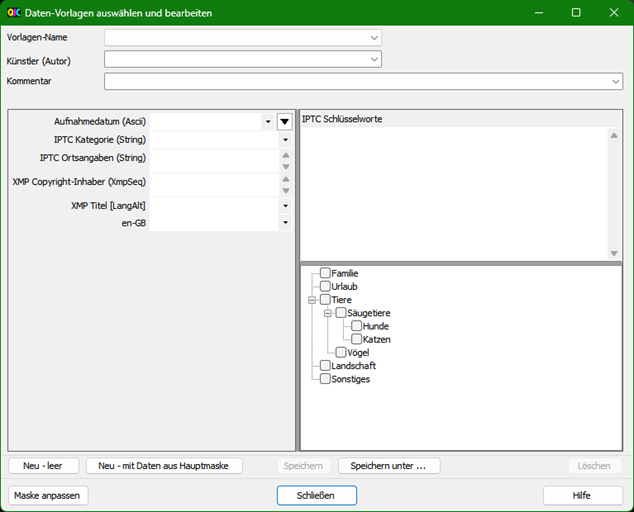 QIC Daten-Vorlagen auswählen und bearbeiten
Vorlagen-Name
Künstler (Autor)
Kommentar
Aufnahmedatum (Ascii)
IPTC Kategorie (String)
IPTC Ortsangaben (String)
XMP Copyright-Inhaber (XmpSeq)
XMP Titel [LangAlt]
en-GB
IPTC Schlüsselworte
Familie
Urlaub
Tiere
Säugetiere
Hunde
Katzen
Vögel
Landschaft
Sonstiges
Neu - leer
Neu - mit Daten aus Hauptmaske
Speichern
Speichern unter ...
Löschen
Maske anpassen
Schließen
Hilfe